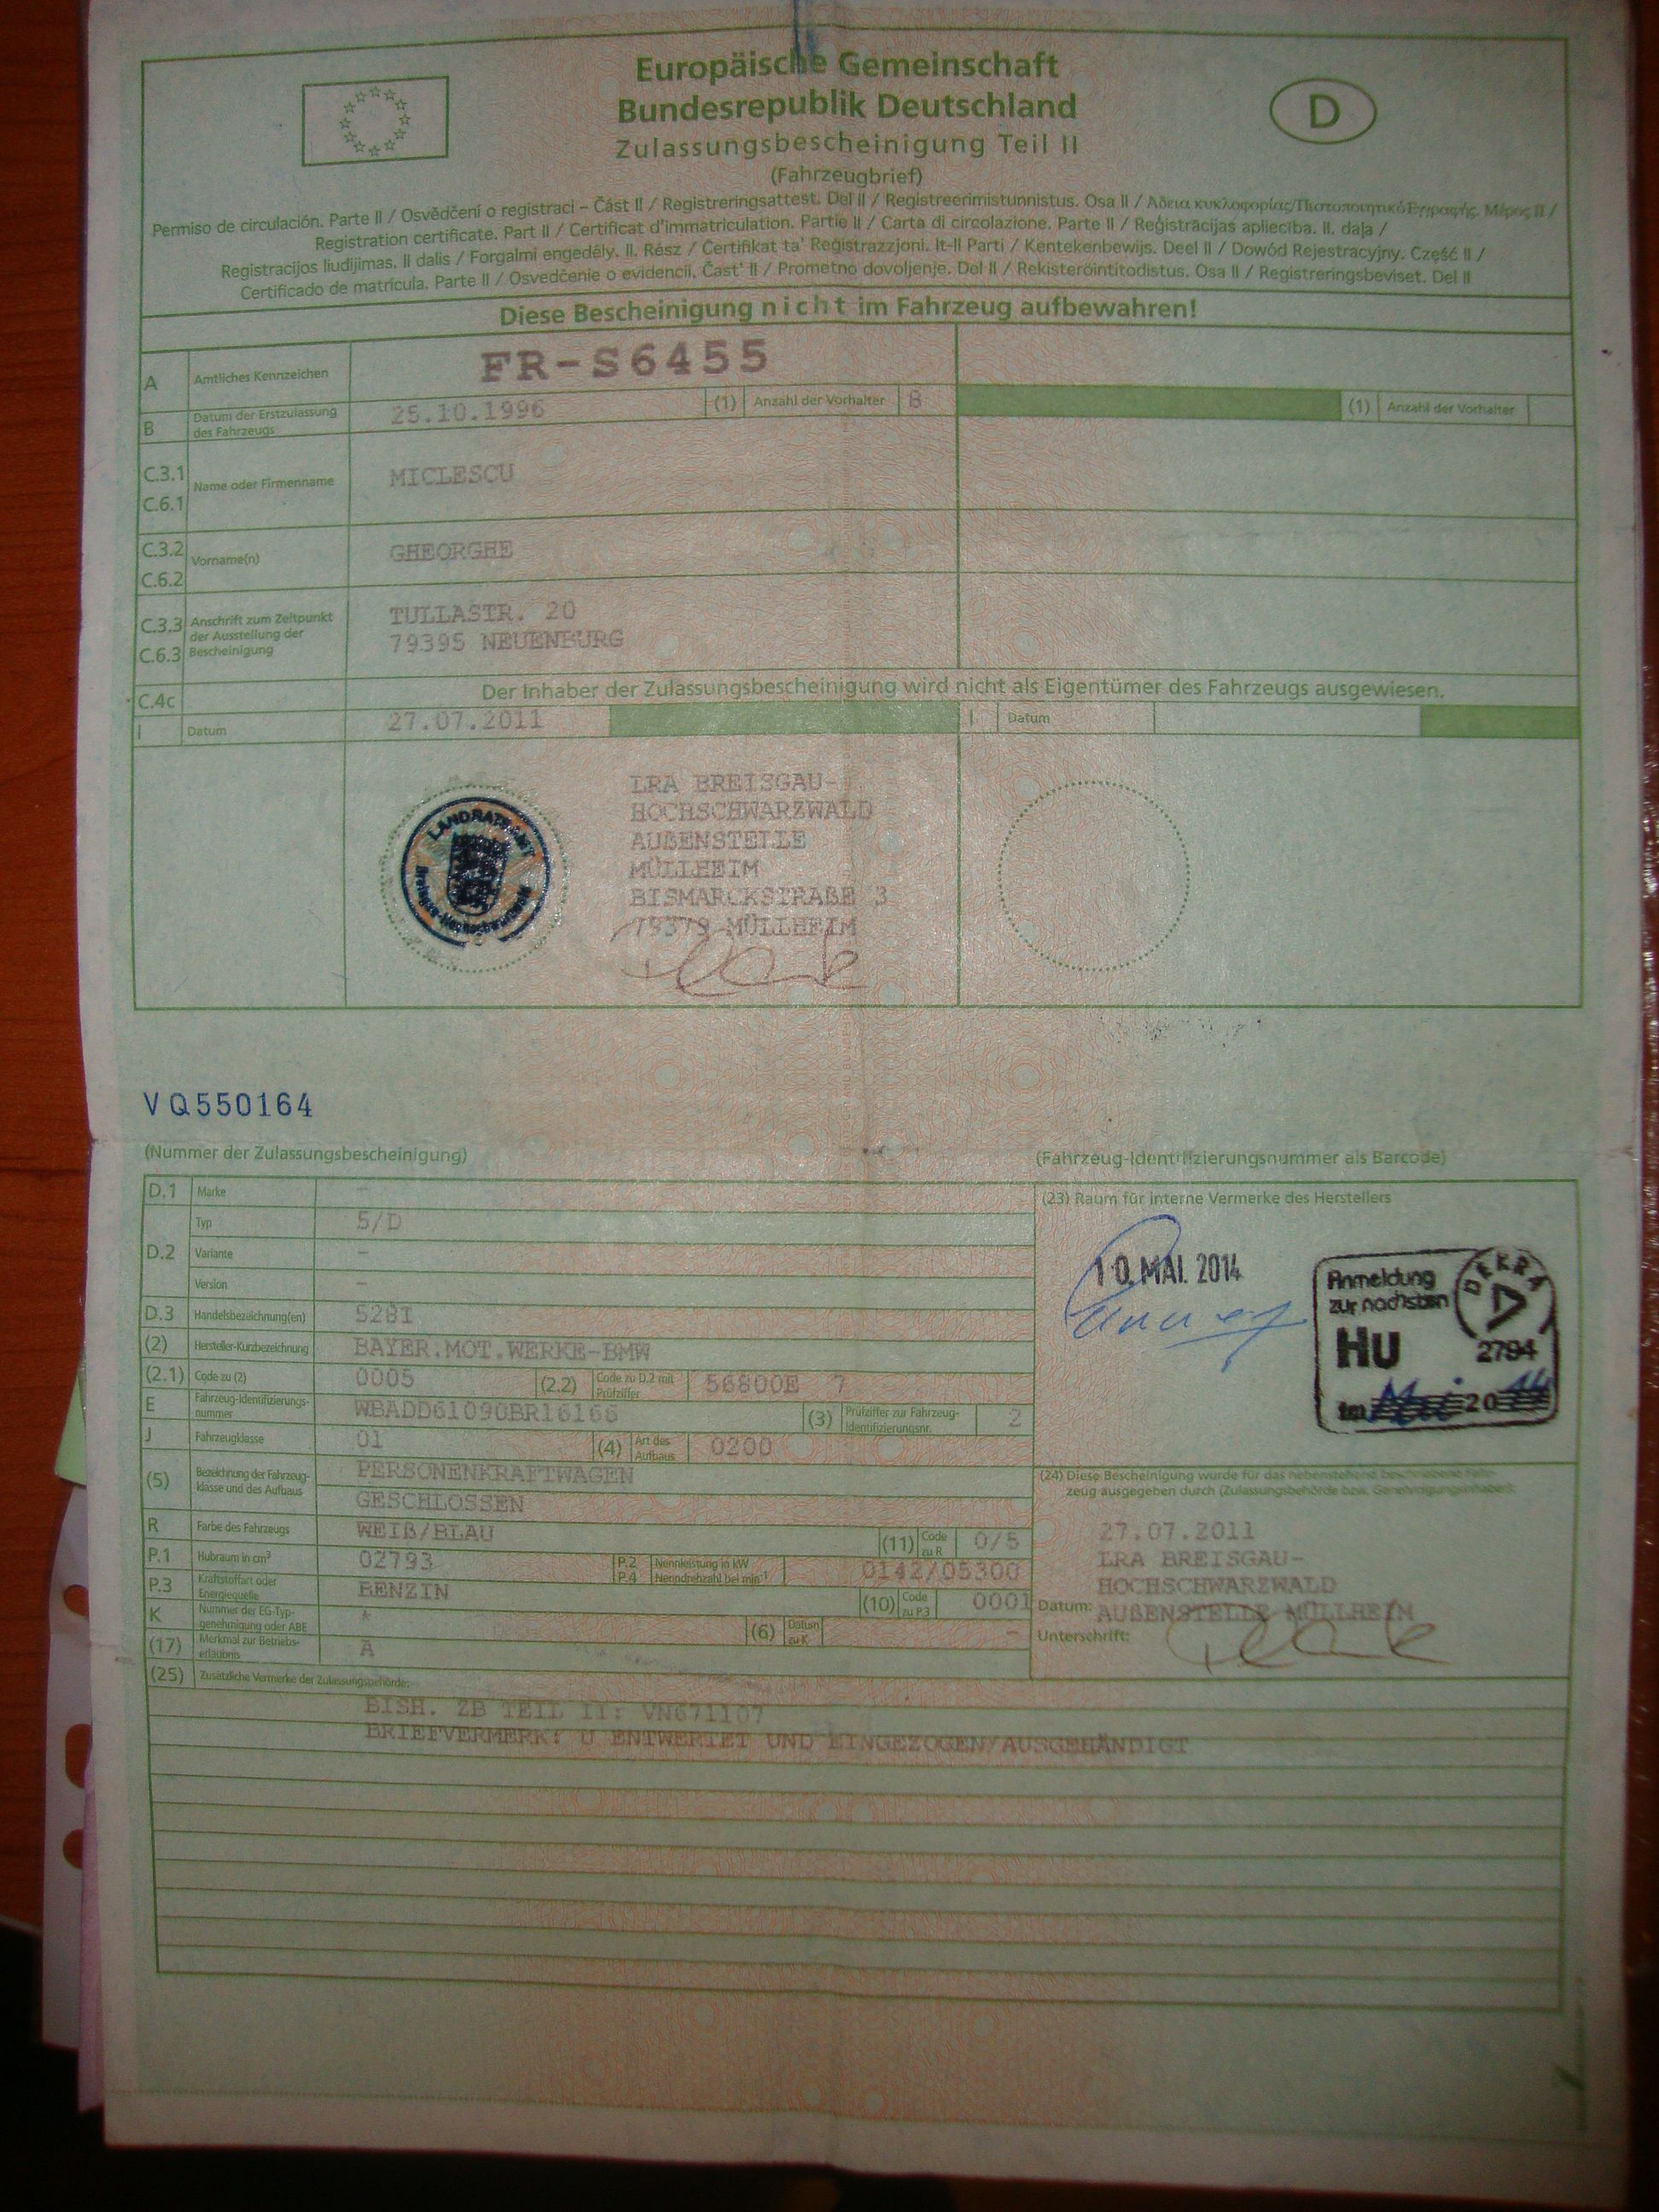 Europäische Gemeinschaft
Bundesrepublik Deutschland
D
Zulassungsbescheinigung Teil II
(Fahrzeugbrief)
Permiso de circulación. Parte II / Osvědčení o registraci – Část II / Registreringsattest. Del II / Registreerimistunnistus. Osa II / Αδεια κυκλοφορίας/Πιστοποιητικό Εγγραφής. Μέρος II /
Registration certificate. Part II / Certificat d'immatriculation. Partie II / Carta di circolazione. Parte II / Reģistrācijas apliecība. II. daļa /
Registracijos liudijimas. II dalis / Forgalmi engedély. II. Rész / Ċertifikat ta' Reġistrazzjoni. It-II Parti / Kentekenbewijs. Deel II / Dowód Rejestracyjny. Część II /
Certificado de matrícula. Parte II / Osvedčenie o evidencii. Časť II / Prometno dovoljenje. Del II / Rekisteröintitodistus. Osa II / Registreringsbeviset. Del II
Diese Bescheinigung nicht im Fahrzeug aufbewahren!
A Amtliches Kennzeichen FR-S6455
B Datum der Erstzulassung des Fahrzeugs 25.10.1996 (1) Anzahl der Vorhalter 8 (1) Anzahl der Vorhalter
C.3.1 C.6.1 Name oder Firmenname MICLESCU
C.3.2 C.6.2 Vorname(n) GHEORGHE
C.3.3 C.6.3 Anschrift zum Zeitpunkt der Ausstellung der Bescheinigung TULLASTR. 20
79395 NEUENBURG
C.4c Der Inhaber der Zulassungsbescheinigung wird nicht als Eigentümer des Fahrzeugs ausgewiesen.
I Datum 27.07.2011 I Datum
LANDRATSAMT
Breisgau-Hochschwarzwald
LRA BREISGAU-
HOCHSCHWARZWALD
AUßENSTELLE
MÜLLHEIM
BISMARCKSTRAßE 3
79379 MÜLLHEIM
VQ550164
(Nummer der Zulassungsbescheinigung) (Fahrzeug-Identifizierungsnummer als Barcode)
D.1 Marke –
D.2 Typ 5/D
Variante –
Version –
D.3 Handelsbezeichnung(en) 528I
(2) Hersteller-Kurzbezeichnung BAYER.MOT.WERKE-BMW
(2.1) Code zu (2) 0005 (2.2) Code zu D.2 mit Prüfziffer 56800E 7
E Fahrzeug-Identifizierungsnummer WBADD61090BR16166 (3) Prüfziffer zur Fahrzeug-Identifizierungsnr. 2
J Fahrzeugklasse 01 (4) Art des Aufbaus 0200
(5) Bezeichnung der Fahrzeugklasse und des Aufbaus PERSONENKRAFTWAGEN
GESCHLOSSEN
R Farbe des Fahrzeugs WEIß/BLAU (11) Code zu R 0/5
P.1 Hubraum in cm³ 02793 P.2 P.4 Nennleistung in kW Nenndrehzahl bei min⁻¹ 0142/05300
P.3 Kraftstoffart oder Energiequelle BENZIN (10) Code zu P.3 0001
K Nummer der EG-Typgenehmigung oder ABE * (6) Datum zu K –
(17) Merkmal zur Betriebserlaubnis A
(23) Raum für interne Vermerke des Herstellers
10. MAI. 2014
Anmeldung
zur nächsten
HU
DEKRA
2794
im Mai 2014
(24) Diese Bescheinigung wurde für das nebenstehend beschriebene Fahr-
zeug ausgegeben durch (Zulassungsbehörde bzw. Genehmigungsinhaber):
27.07.2011
LRA BREISGAU-
HOCHSCHWARZWALD
Datum: AUßENSTELLE MÜLLHEIM
Unterschrift:
(25) Zusätzliche Vermerke der Zulassungsbehörde:
BISH. ZB TEIL II: VN671107
BRIEFVERMERK: U ENTWERTET UND EINGEZOGEN/AUSGEHÄNDIGT